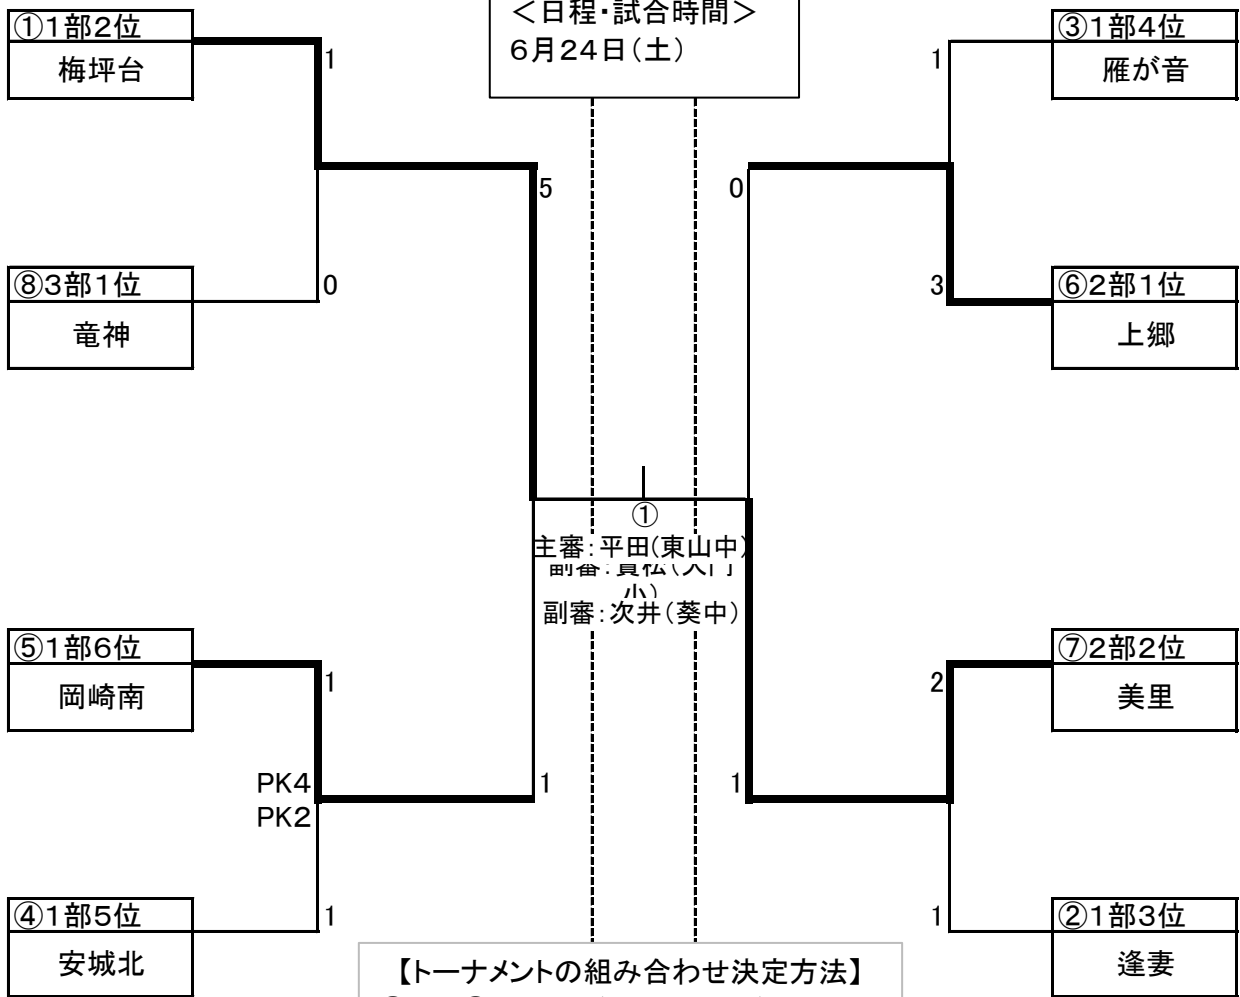 ＜日程・試合時間＞
6月24日(土)
①1部2位
梅坪台
1
⑧3部1位
竜神
0
5
③1部4位
雁が音
1
⑥2部1位
上郷
3
0
①
主審：平田(東山中)
副審：次井(葵中)
⑤1部6位
岡崎南
1
PK4
PK2
④1部5位
安城北
1
1
⑦2部2位
美里
2
1
②1部3位
逢妻
1
【トーナメントの組み合わせ決定方法】